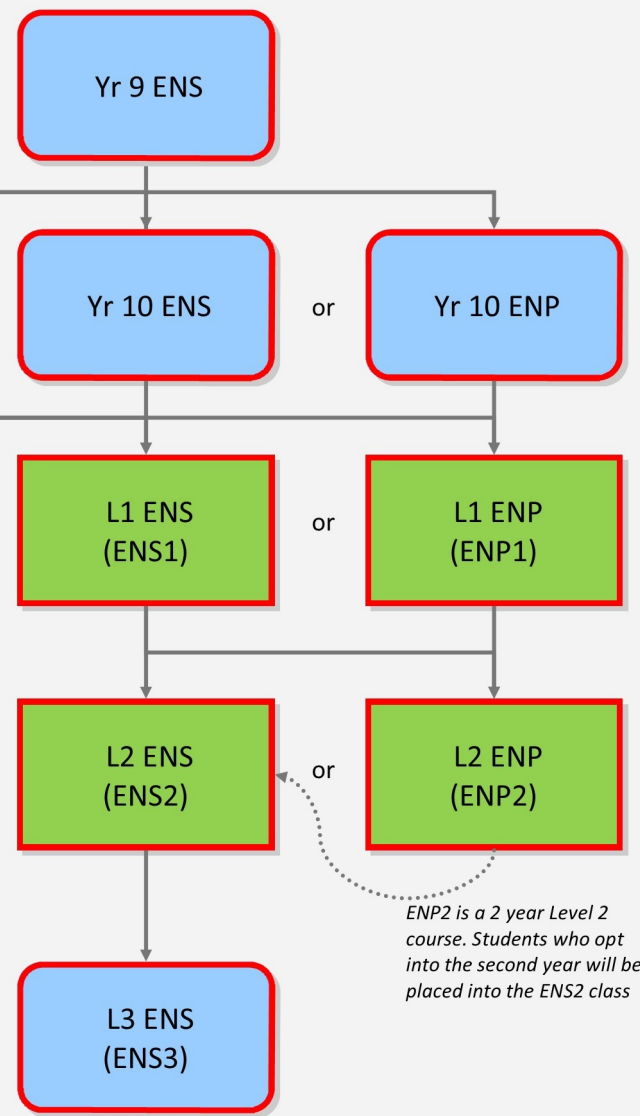 Yr 9 ENS
Yr 10 ENS
or
Yr 10 ENP
L1 ENS
(ENS1)
or
L1 ENP
(ENP1)
L2 ENS
(ENS2)
or
L2 ENP
(ENP2)
ENP2 is a 2 year Level 2
course. Students who opt
into the second year will be
placed into the ENS2 class
L3 ENS
(ENS3)